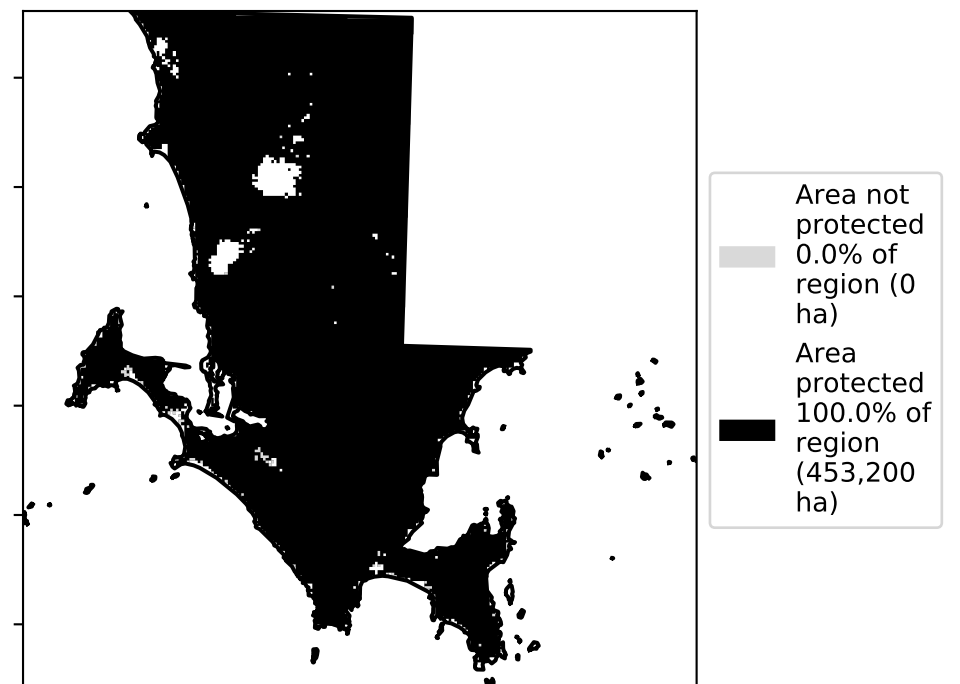 Area not
protected
0.0% of
region (0
ha)
Area
protected
100.0% of
region
(453,200
ha)